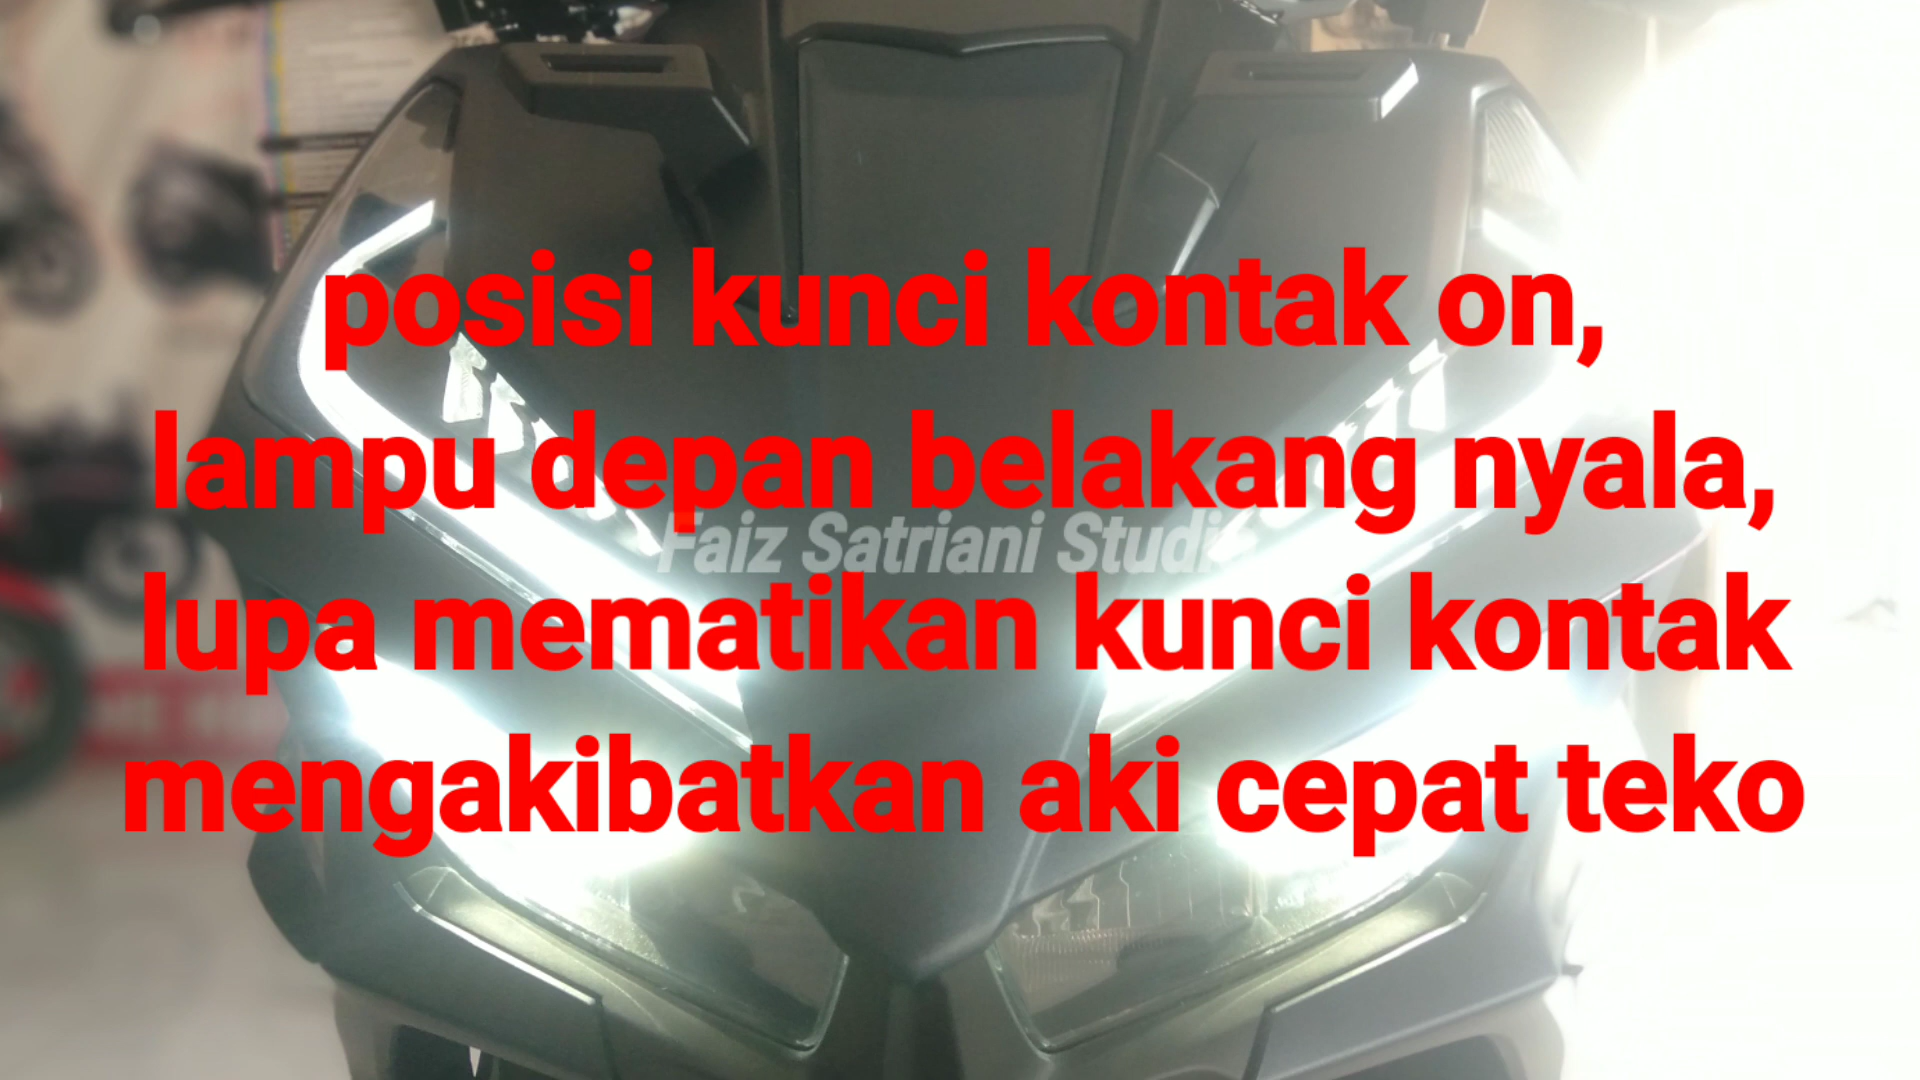 posisi kunci kontak on,
lampu depan belakang nyala,
Faiz Satriani Studio
lupa mematikan kunci kontak
mengakibatkan aki cepat teko